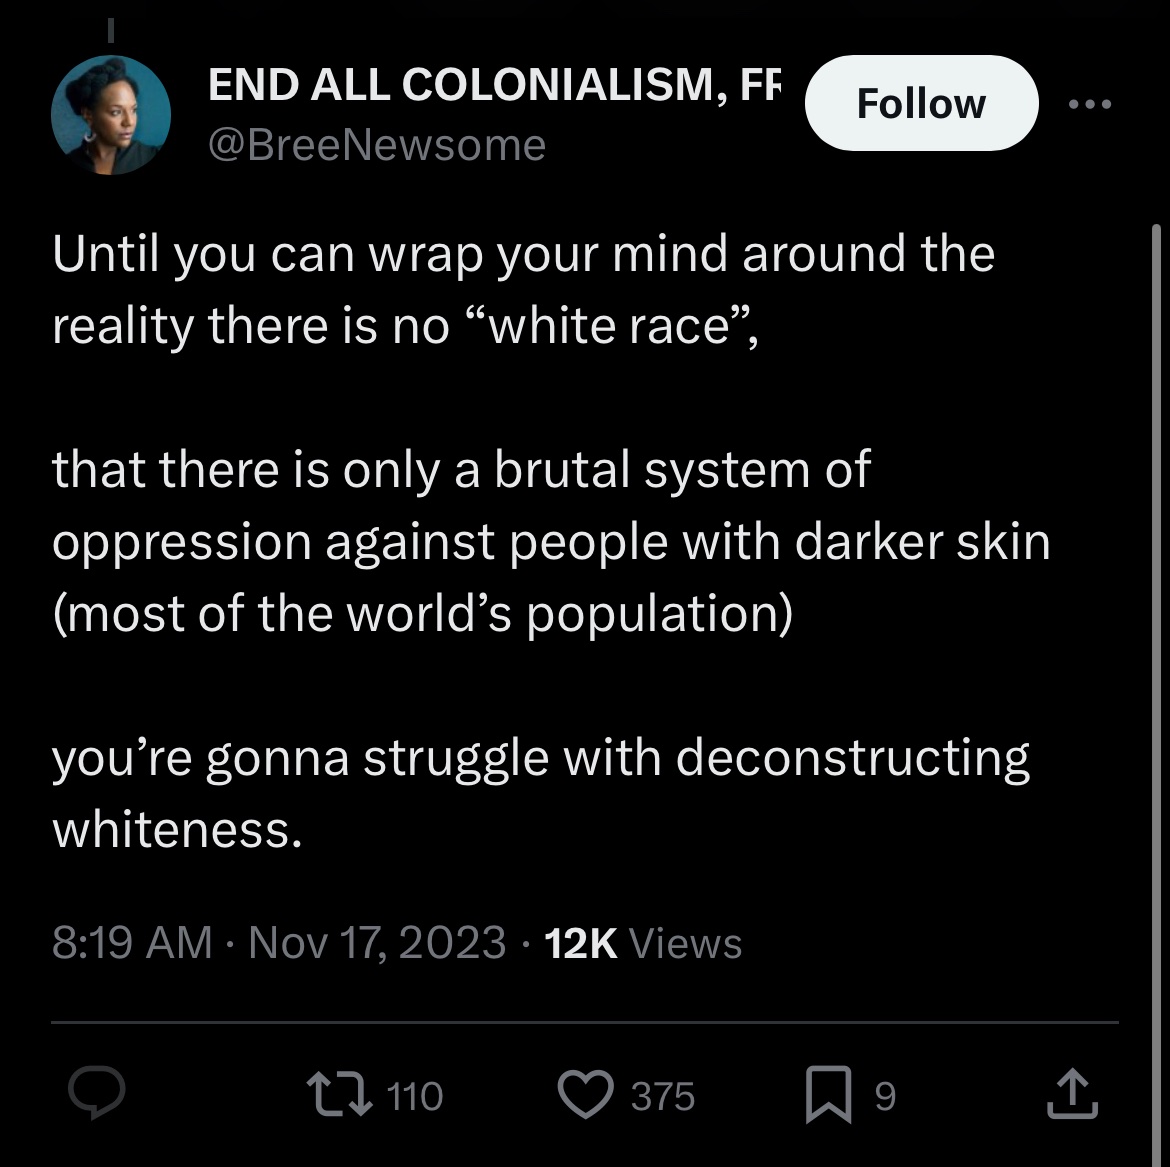 END ALL COLONIALISM, FR
Follow
@BreeNewsome
Until you can wrap your mind around the
reality there is no “white race”,
that there is only a brutal system of
oppression against people with darker skin
(most of the world’s population)
you’re gonna struggle with deconstructing
whiteness.
8:19 AM · Nov 17, 2023 · 12K Views
110 375 9